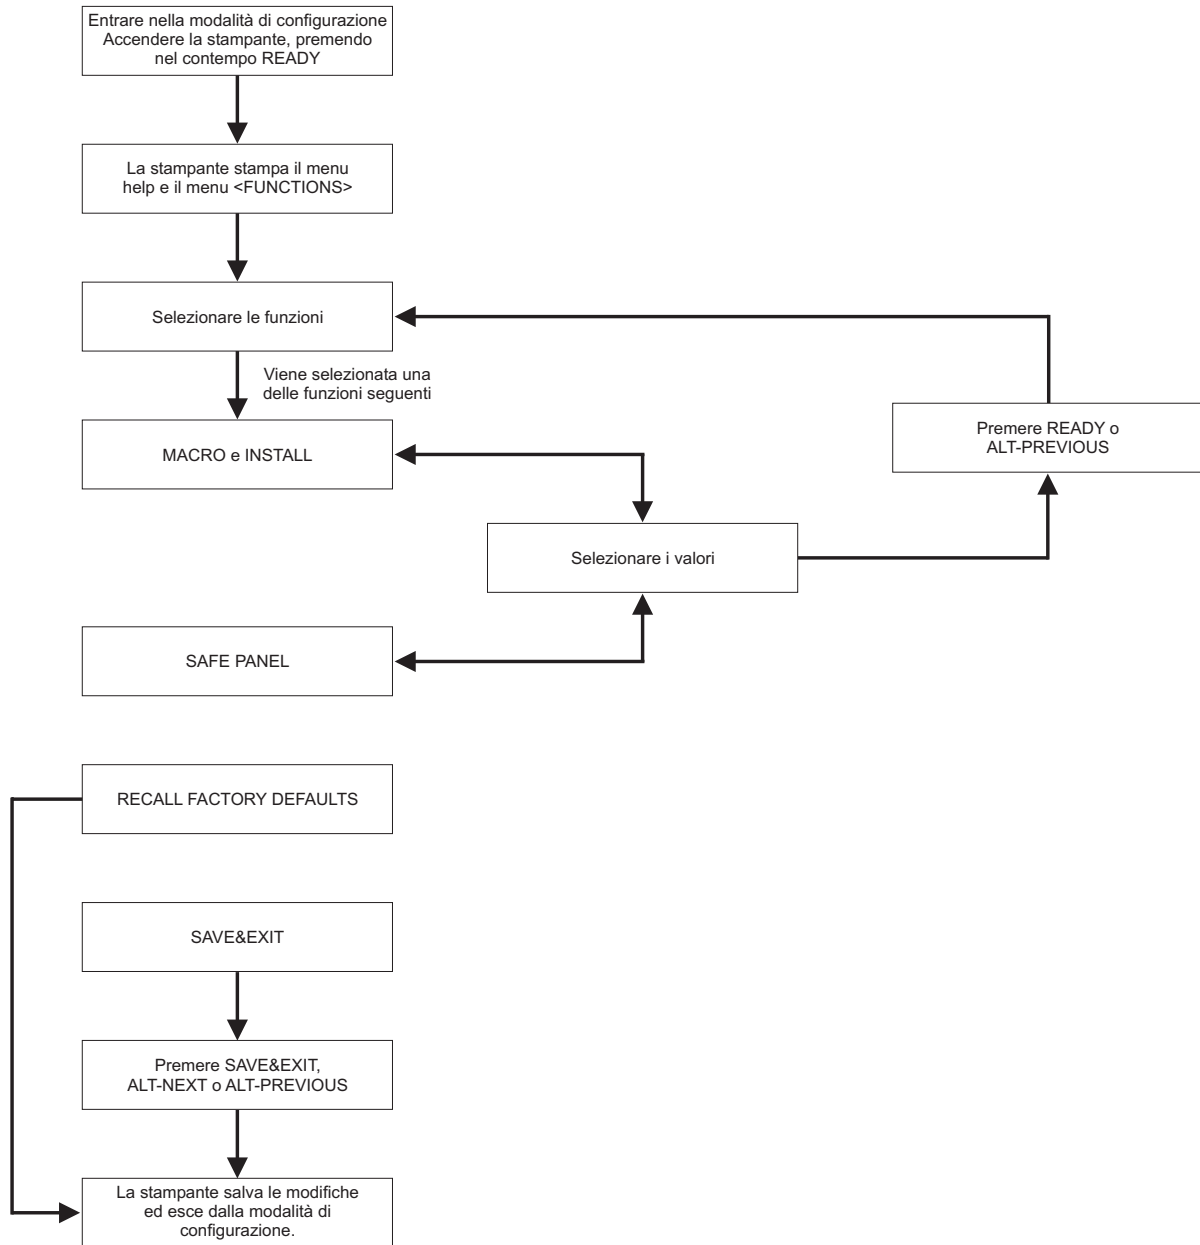 Entrare nella modalità di configurazione
Accendere la stampante, premendo
nel contempo READY
La stampante stampa il menu
help e il menu <FUNCTIONS>
Selezionare le funzioni
Viene selezionata una
delle funzioni seguenti
MACRO e INSTALL
Premere READY o
ALT-PREVIOUS
Selezionare i valori
SAFE PANEL
RECALL FACTORY DEFAULTS
SAVE&EXIT
Premere SAVE&EXIT,
ALT-NEXT o ALT-PREVIOUS
La stampante salva le modifiche
ed esce dalla modalità di
configurazione.